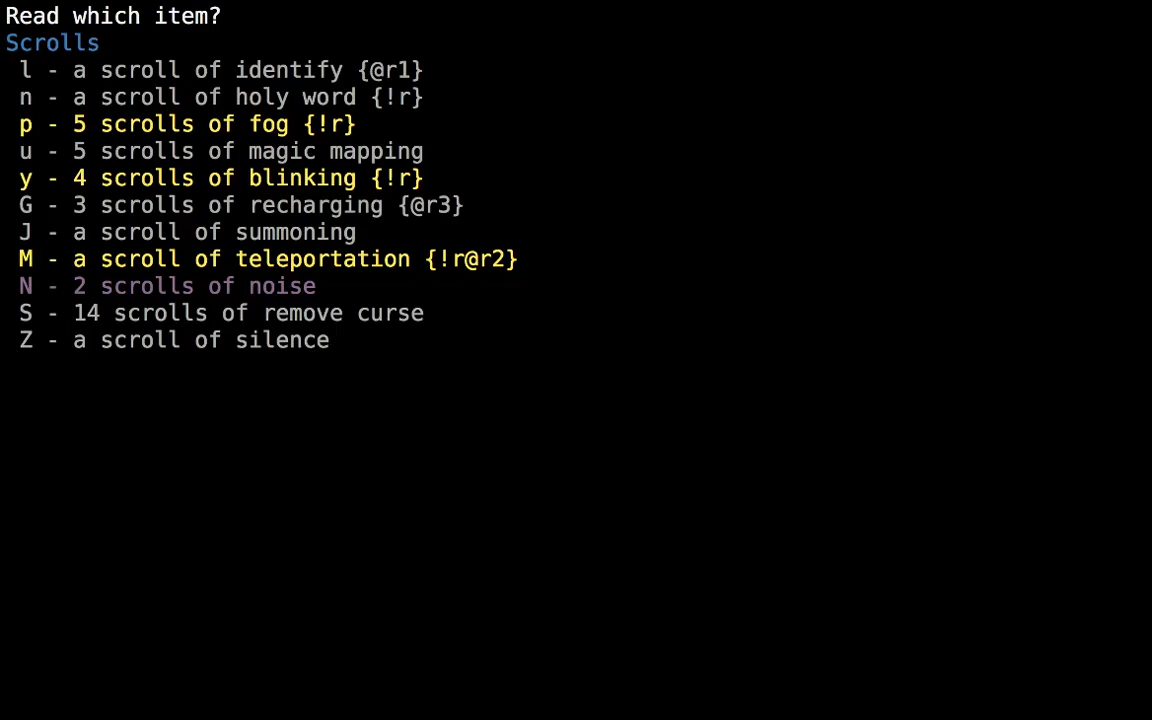 Read which item?
Scrolls
l - a scroll of identify {@r1}
n - a scroll of holy word {!r}
p - 5 scrolls of fog {!r}
u - 5 scrolls of magic mapping
y - 4 scrolls of blinking {!r}
G - 3 scrolls of recharging {@r3}
J - a scroll of summoning
M - a scroll of teleportation {!r@r2}
N - 2 scrolls of noise
S - 14 scrolls of remove curse
Z - a scroll of silence